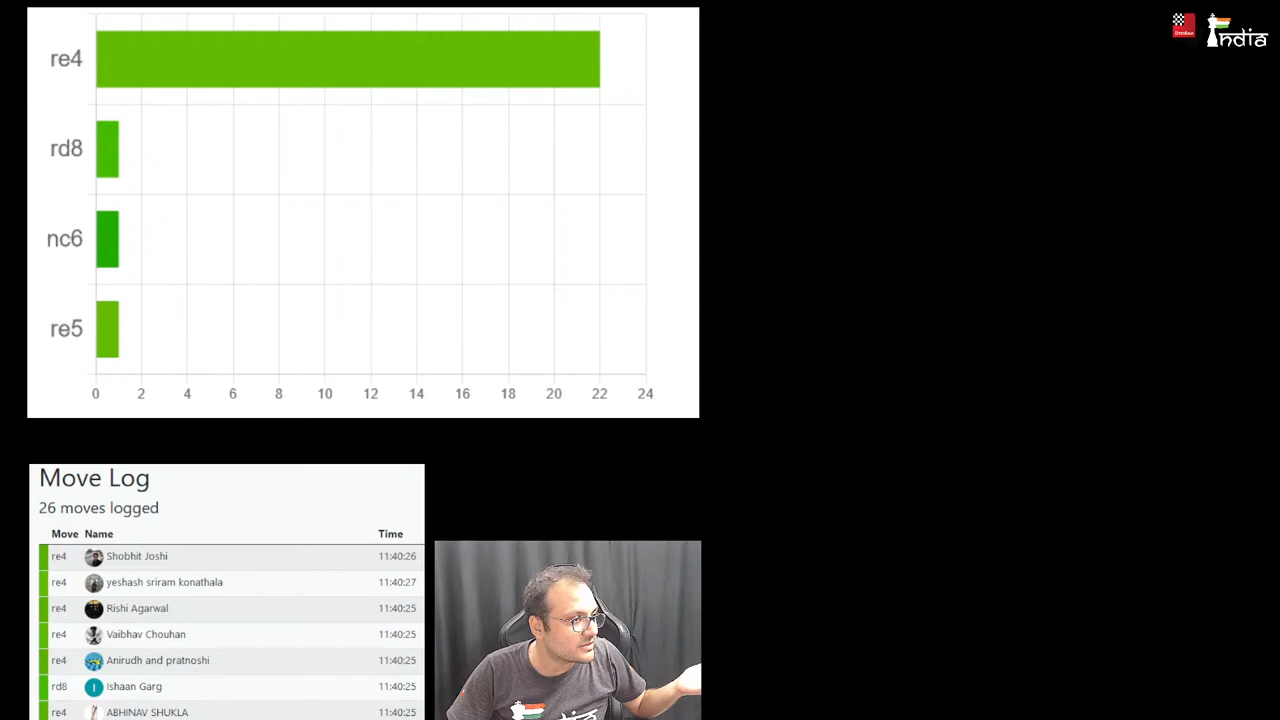 re4
rd8
nc6
re5
0 2 4 6 8 10 12 14 16 18 20 22 24
India
Move Log
26 moves logged
Move Name Time
re4 Shobhit Joshi 11:40:26
re4 yeshash sriram konathala 11:40:27
re4 Rishi Agarwal 11:40:25
re4 Vaibhav Chouhan 11:40:25
re4 Anirudh and pratnoshi 11:40:25
rd8 I Ishaan Garg 11:40:25
re4 ABHINAV SHUKLA 11:40:25